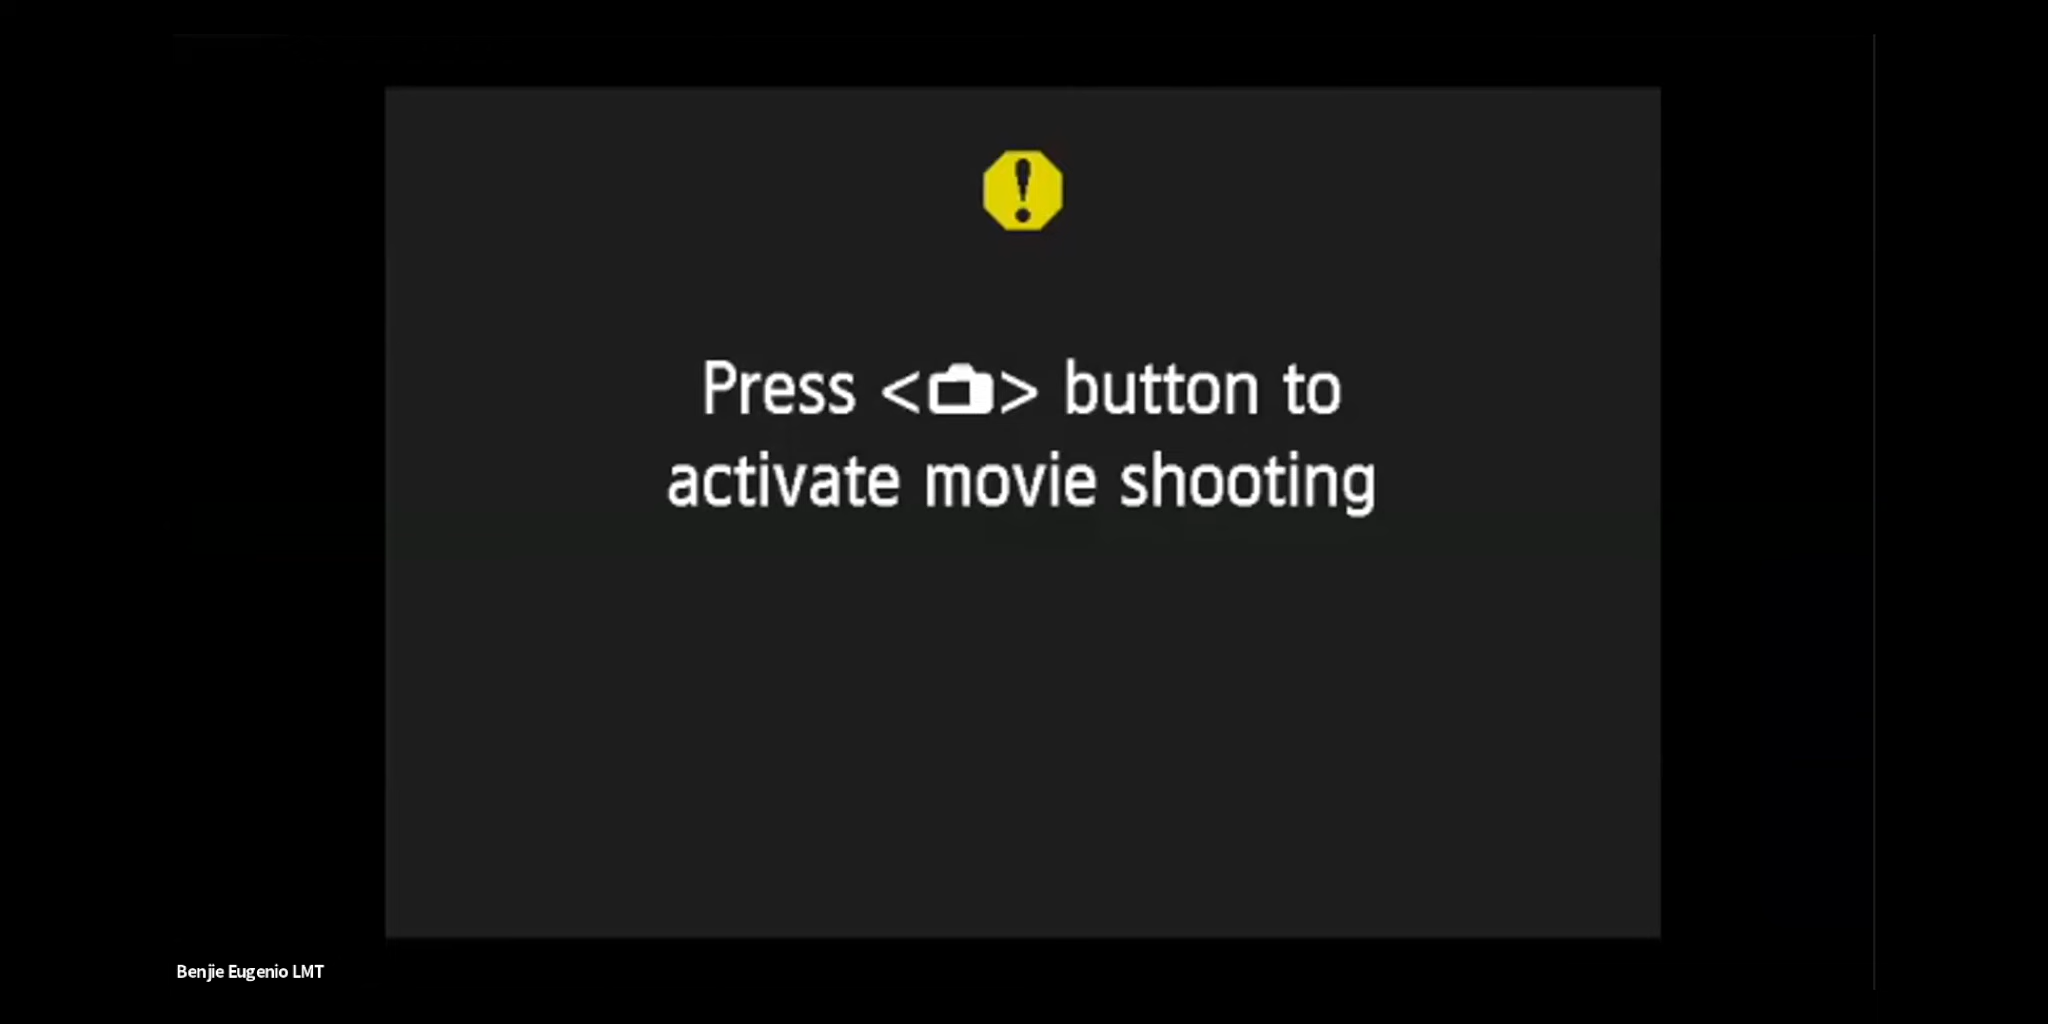 Press <📷> button to
activate movie shooting
Benjie Eugenio LMT